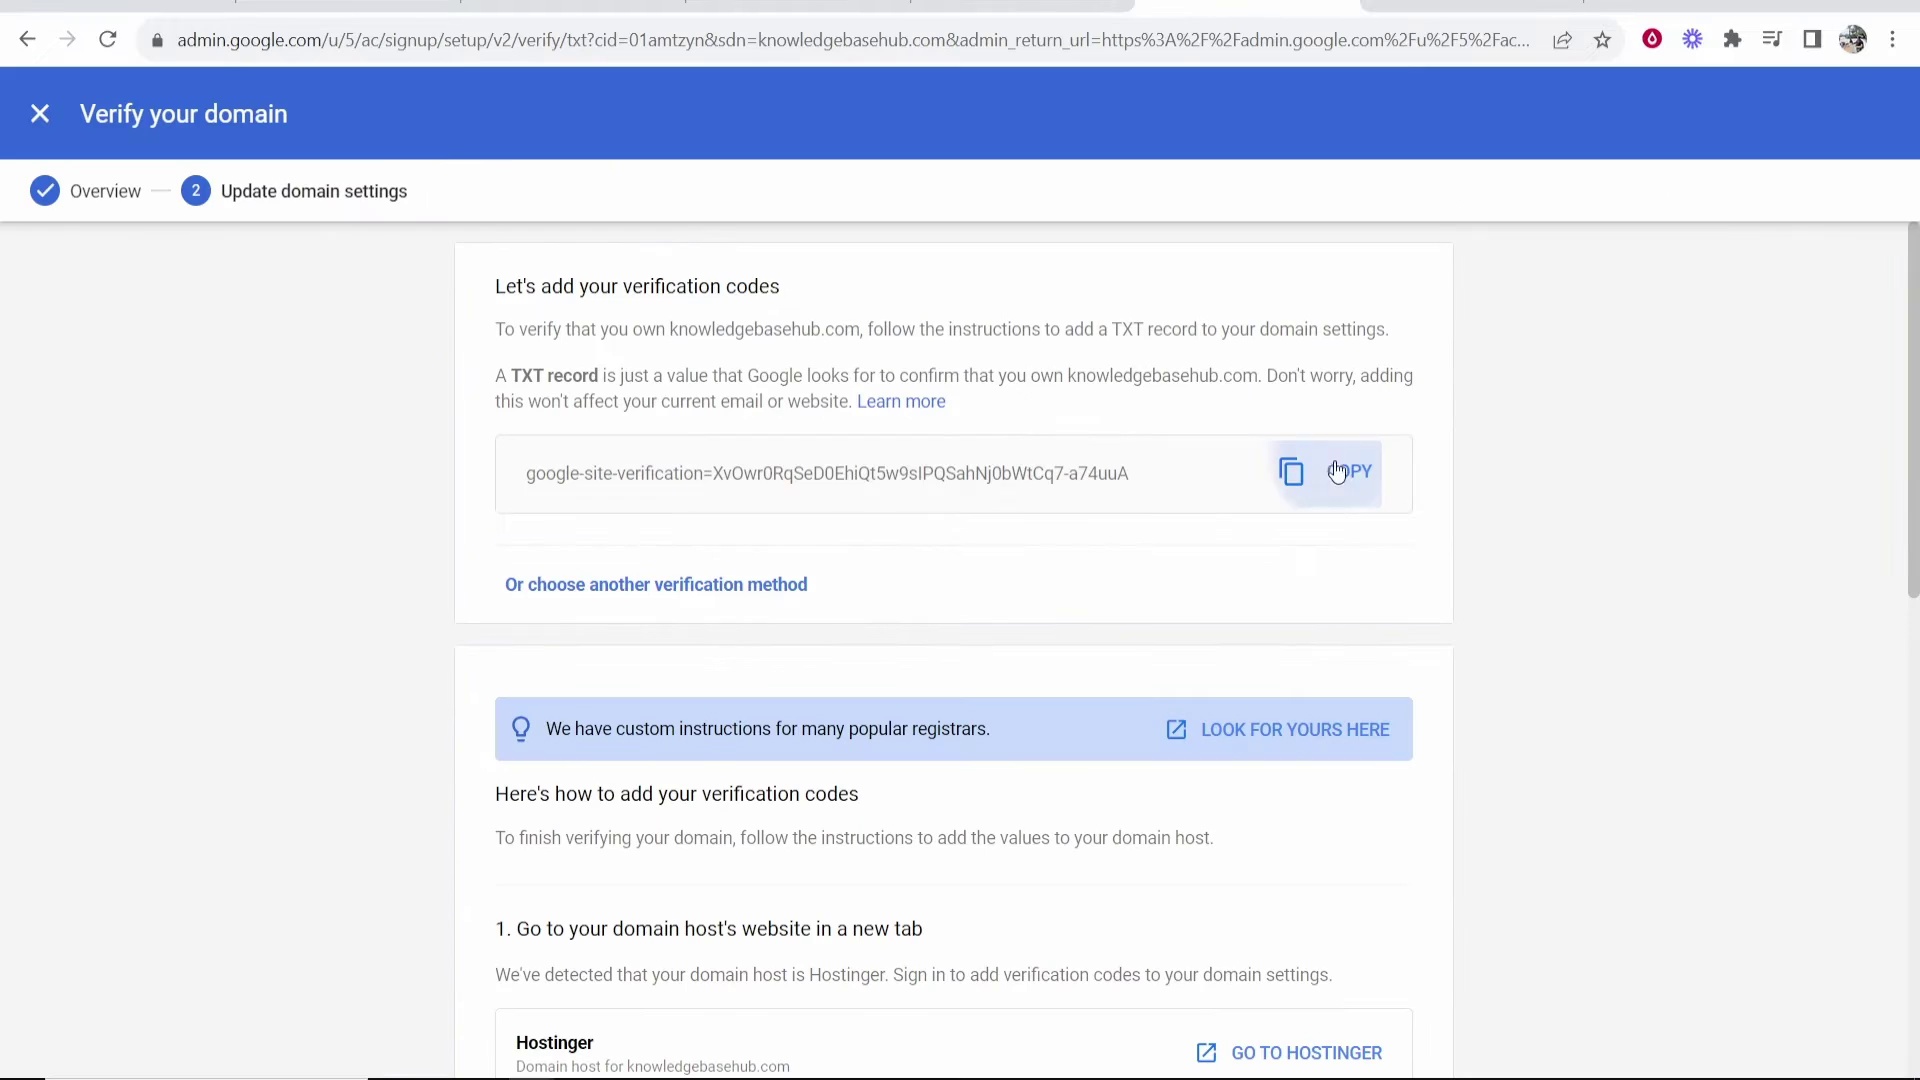 admin.google.com/u/5/ac/signup/setup/v2/verify/txt?cid=01amtzyn&sdn=knowledgebasehub.com&admin_return_url=https%3A%2F%2Fadmin.google.com%2Fu%2F5%2Fac...
Verify your domain
Overview
2 Update domain settings
Let's add your verification codes
To verify that you own knowledgebasehub.com, follow the instructions to add a TXT record to your domain settings.
A TXT record is just a value that Google looks for to confirm that you own knowledgebasehub.com. Don't worry, adding
this won't affect your current email or website. Learn more
google-site-verification=XvOwr0RqSeD0EhiQt5w9sIPQSahNj0bWtCq7-a74uuA
COPY
Or choose another verification method
We have custom instructions for many popular registrars.
LOOK FOR YOURS HERE
Here's how to add your verification codes
To finish verifying your domain, follow the instructions to add the values to your domain host.
1. Go to your domain host's website in a new tab
We've detected that your domain host is Hostinger. Sign in to add verification codes to your domain settings.
Hostinger
Domain host for knowledgebasehub.com
GO TO HOSTINGER